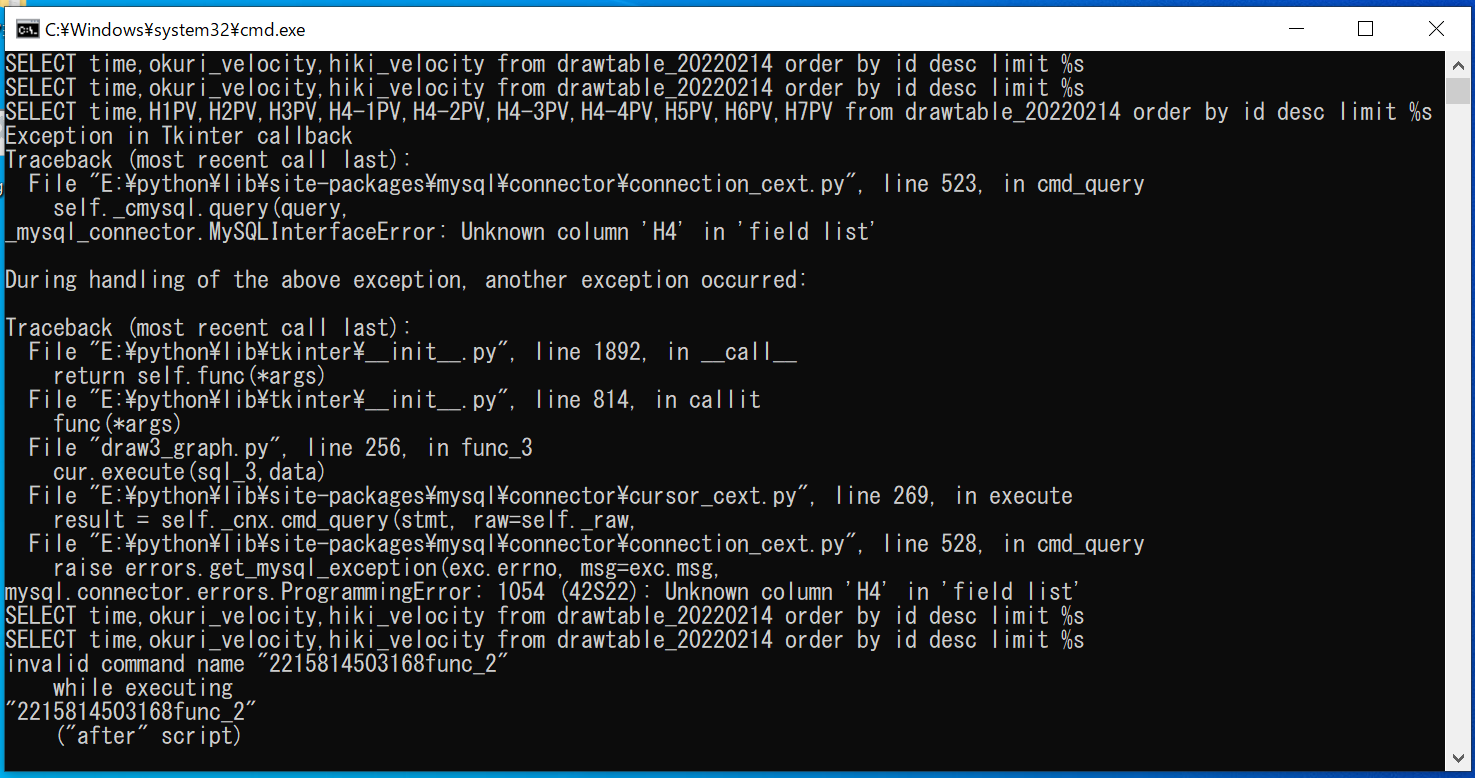 C:¥Windows¥system32¥cmd.exe
SELECT time,okuri_velocity,hiki_velocity from drawtable_20220214 order by id desc limit %s
SELECT time,okuri_velocity,hiki_velocity from drawtable_20220214 order by id desc limit %s
SELECT time,H1PV,H2PV,H3PV,H4-1PV,H4-2PV,H4-3PV,H4-4PV,H5PV,H6PV,H7PV from drawtable_20220214 order by id desc limit %s
Exception in Tkinter callback
Traceback (most recent call last):
  File "E:¥python¥lib¥site-packages¥mysql¥connector¥connection_cext.py", line 523, in cmd_query
    self._cmysql.query(query,
_mysql_connector.MySQLInterfaceError: Unknown column 'H4' in 'field list'

During handling of the above exception, another exception occurred:

Traceback (most recent call last):
  File "E:¥python¥lib¥tkinter¥__init__.py", line 1892, in __call__
    return self.func(*args)
  File "E:¥python¥lib¥tkinter¥__init__.py", line 814, in callit
    func(*args)
  File "draw3_graph.py", line 256, in func_3
    cur.execute(sql_3,data)
  File "E:¥python¥lib¥site-packages¥mysql¥connector¥cursor_cext.py", line 269, in execute
    result = self._cnx.cmd_query(stmt, raw=self._raw,
  File "E:¥python¥lib¥site-packages¥mysql¥connector¥connection_cext.py", line 528, in cmd_query
    raise errors.get_mysql_exception(exc.errno, msg=exc.msg,
mysql.connector.errors.ProgrammingError: 1054 (42S22): Unknown column 'H4' in 'field list'
SELECT time,okuri_velocity,hiki_velocity from drawtable_20220214 order by id desc limit %s
SELECT time,okuri_velocity,hiki_velocity from drawtable_20220214 order by id desc limit %s
invalid command name "2215814503168func_2"
    while executing
"2215814503168func_2"
    ("after" script)